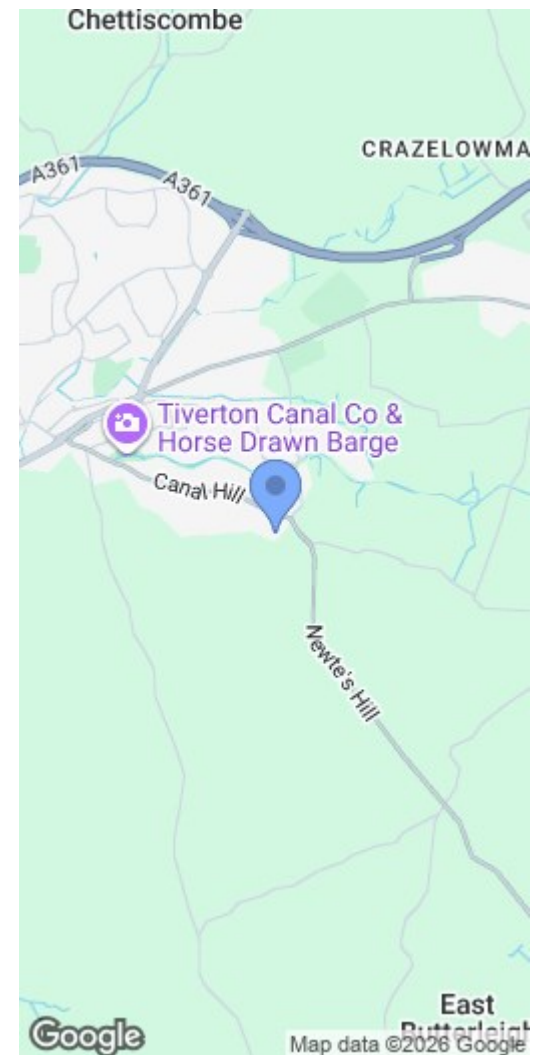 Chettiscombe
CRAZELOWMA
A361
A361
Tiverton Canal Co &
Horse Drawn Barge
Canal Hill
Newte's Hill
East
Butterleigh
Google
Map data ©2026 Google